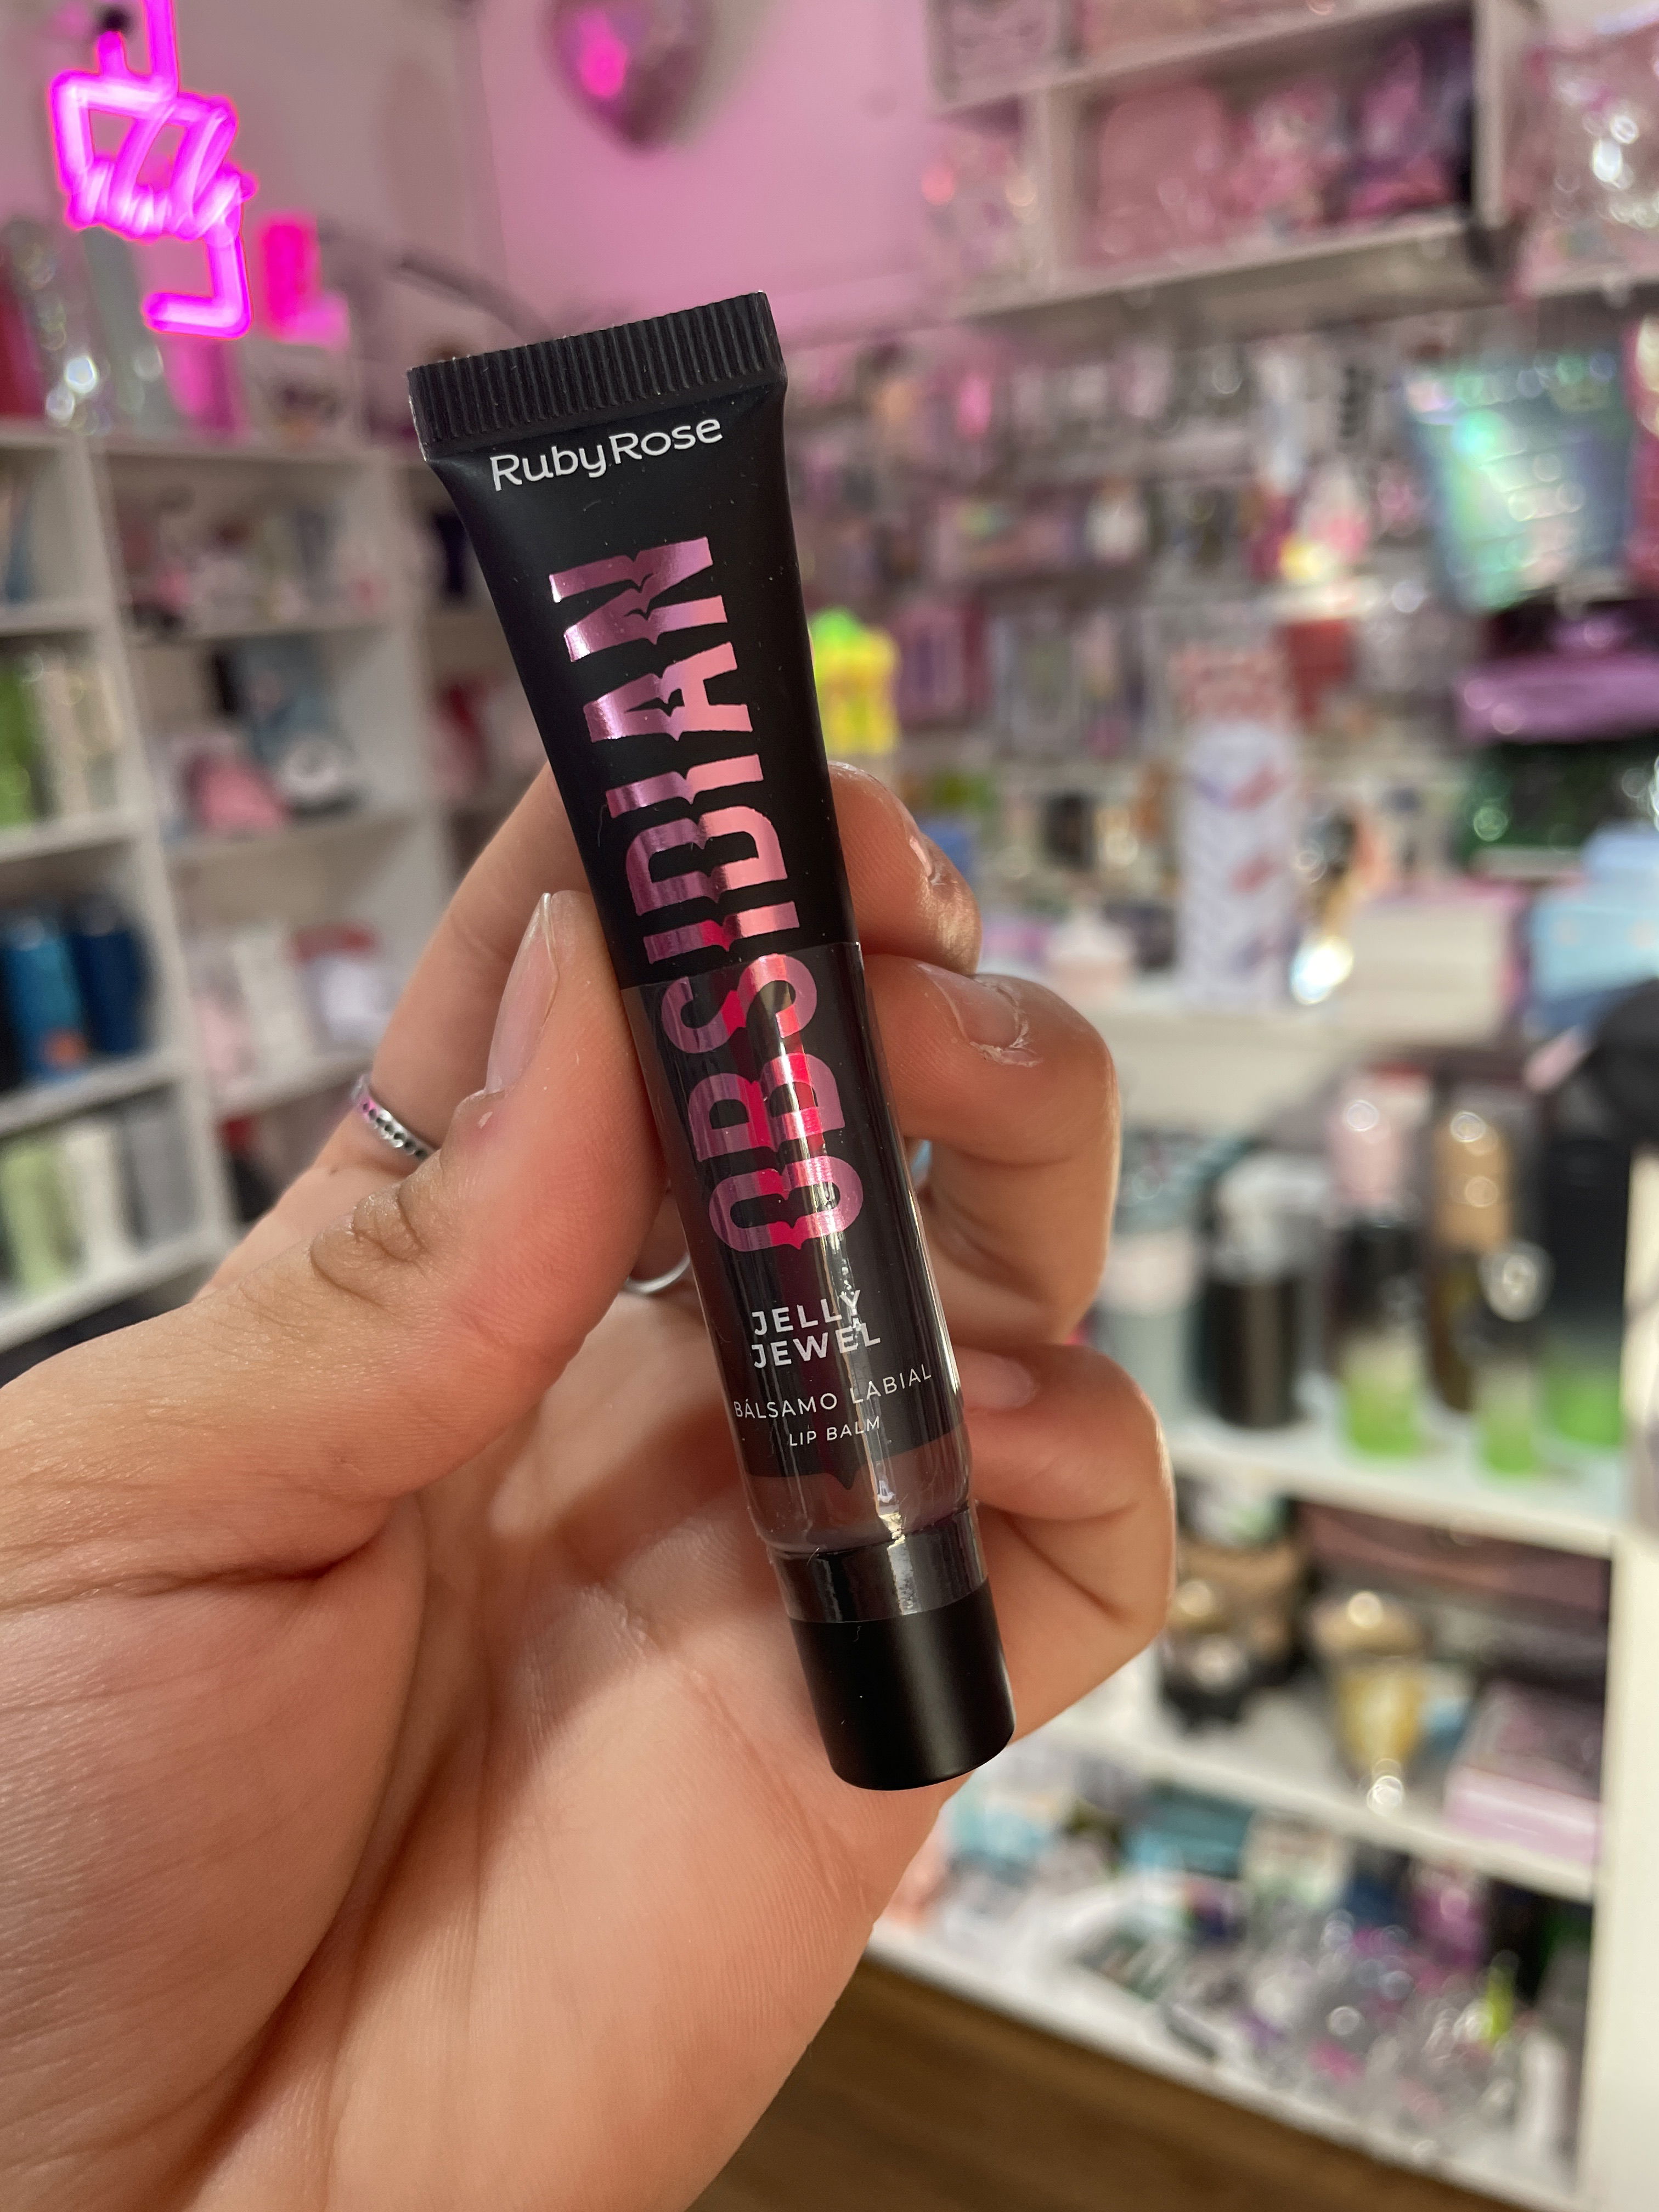 RubyRose
OBSIDIAN
JELLY
JEWEL
BÁLSAMO LABIAL
LIP BALM